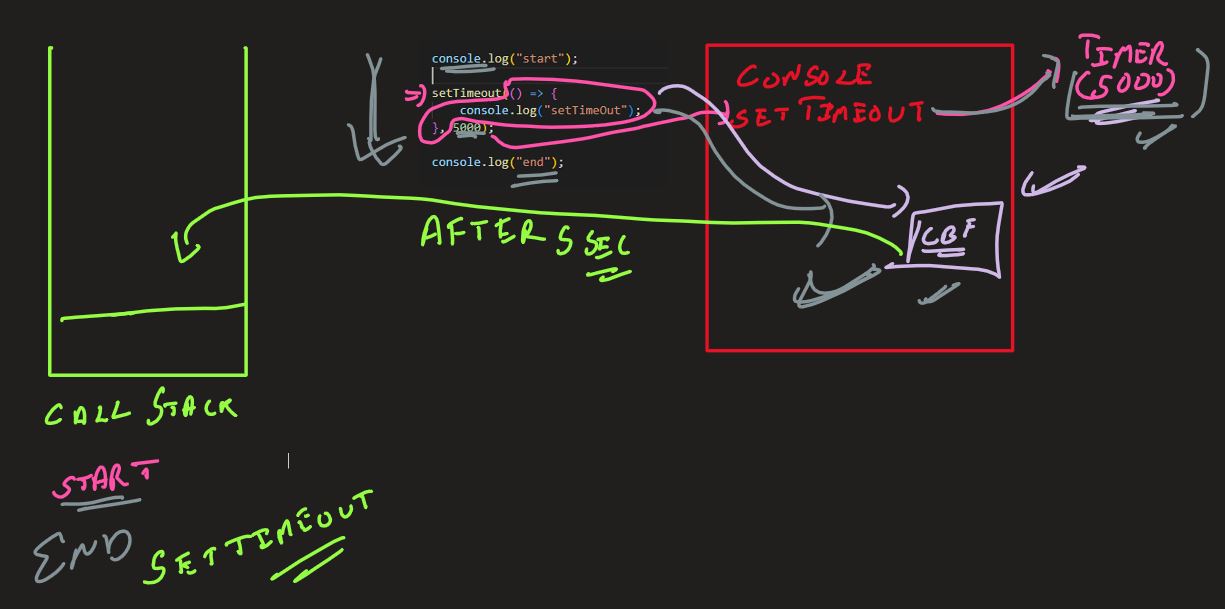 console.log("start");
setTimeout(() => {
console.log("setTimeOut");
}, 5000);
console.log("end");
CONSOLE
SETTIMEOUT
TIMER
(5000)
CBF
AFTER 5 SEC
CALL STACK
START
END
SETTIMEOUT